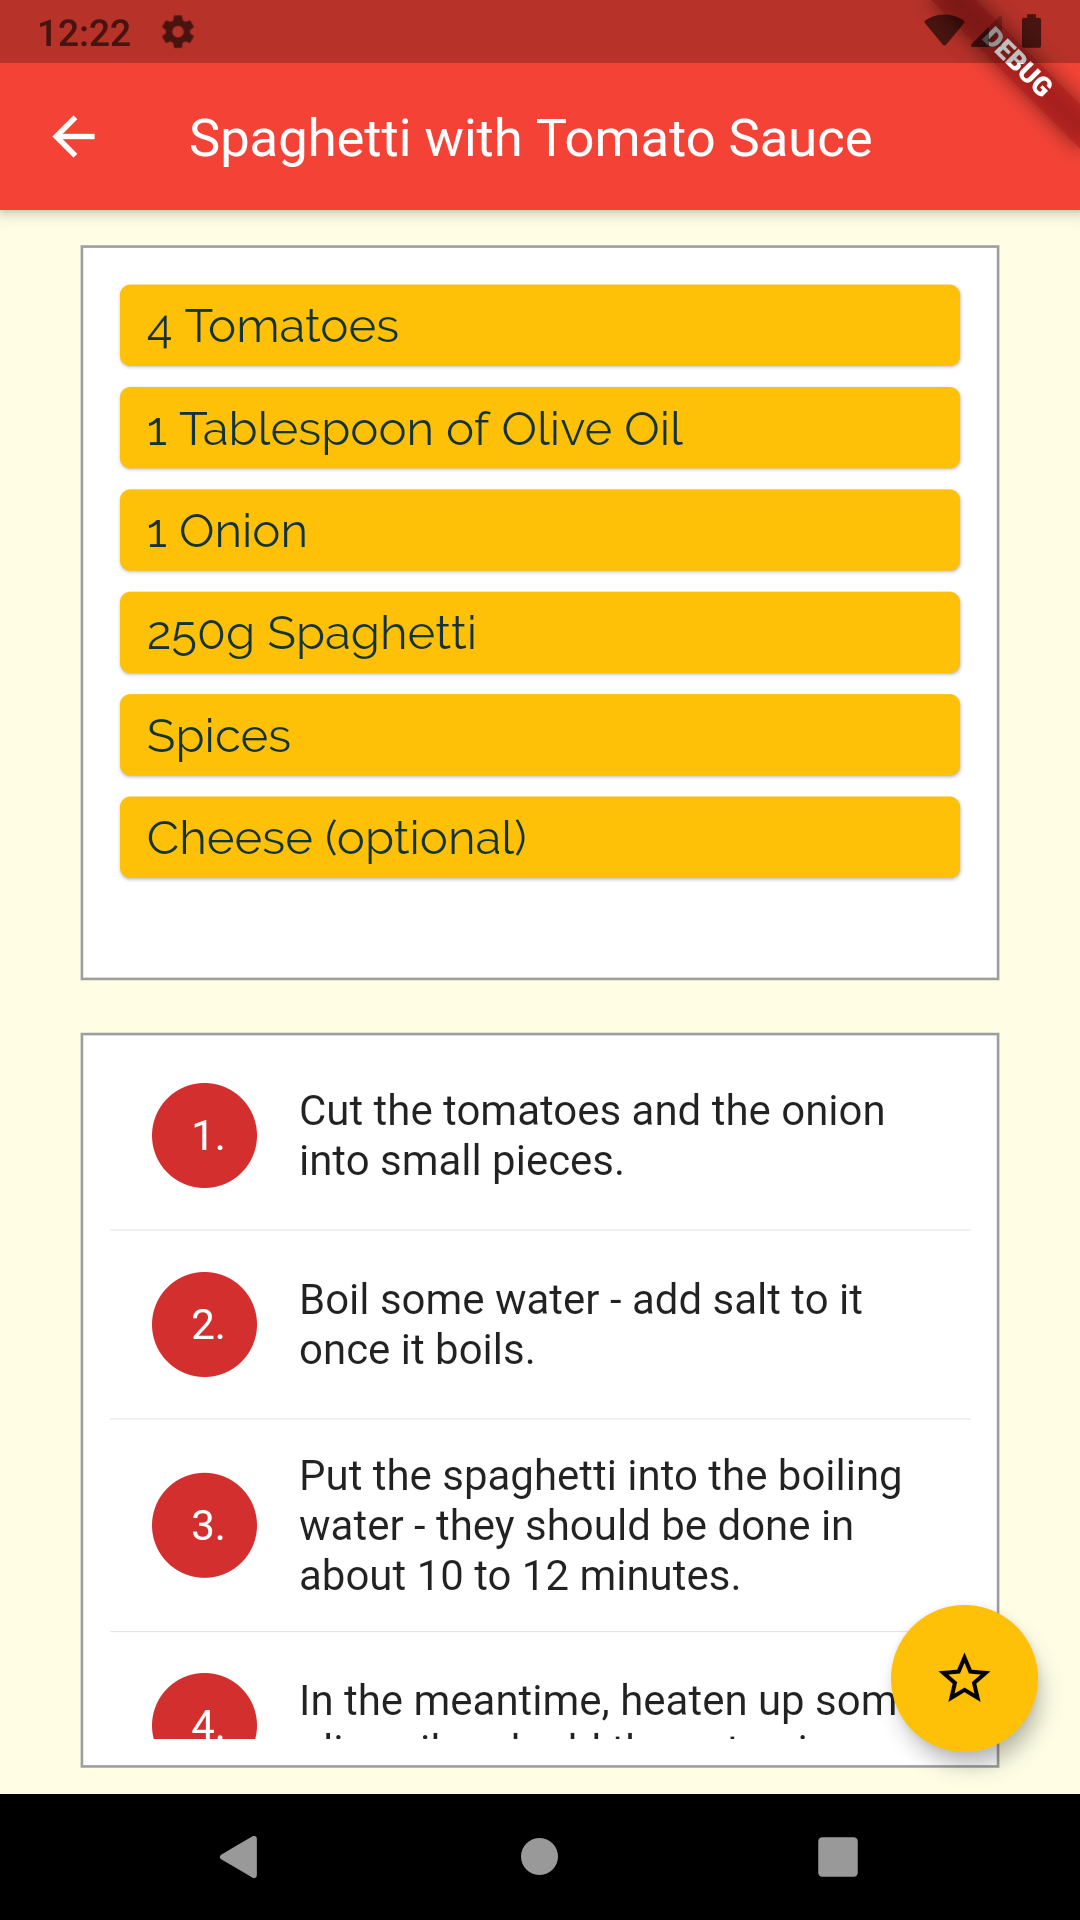 12:22
DEBUG
Spaghetti with Tomato Sauce
4 Tomatoes
1 Tablespoon of Olive Oil
1 Onion
250g Spaghetti
Spices
Cheese (optional)
1. Cut the tomatoes and the onion
into small pieces.
2. Boil some water - add salt to it
once it boils.
3. Put the spaghetti into the boiling
water - they should be done in
about 10 to 12 minutes.
4. In the meantime, heaten up